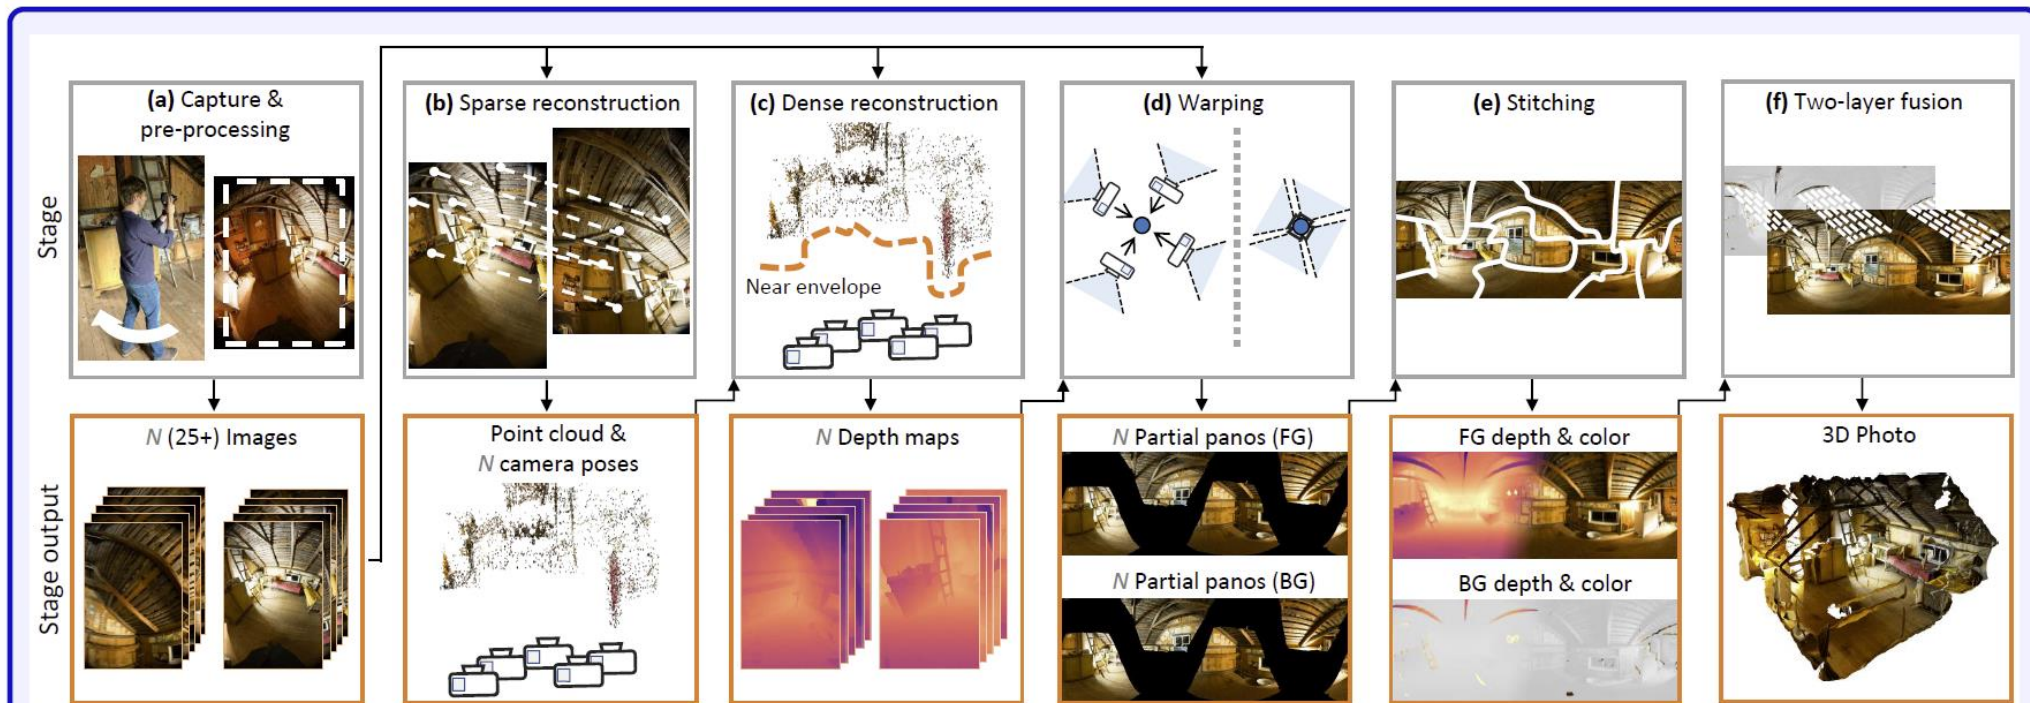 Stage
(a) Capture &
pre-processing
(b) Sparse reconstruction
(c) Dense reconstruction
Near envelope
(d) Warping
(e) Stitching
(f) Two-layer fusion
Stage output
N (25+) Images
Point cloud &
N camera poses
N Depth maps
N Partial panos (FG)
N Partial panos (BG)
FG depth & color
BG depth & color
3D Photo